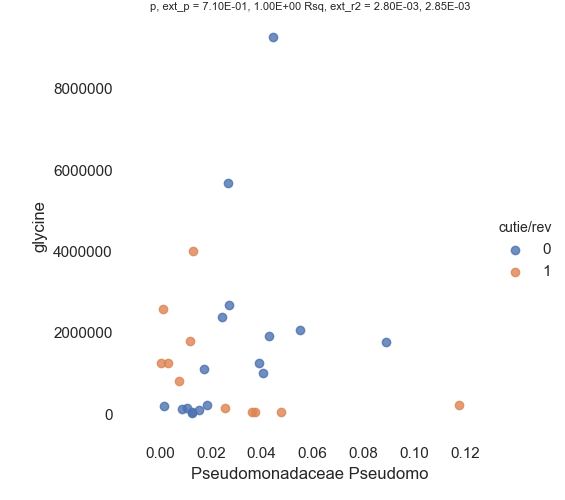 p, ext_p = 7.10E-01, 1.00E+00 Rsq, ext_r2 = 2.80E-03, 2.85E-03
8000000
6000000
4000000
2000000
0
glycine
cutie/rev
0
1
0.00 0.02 0.04 0.06 0.08 0.10 0.12
Pseudomonadaceae Pseudomo